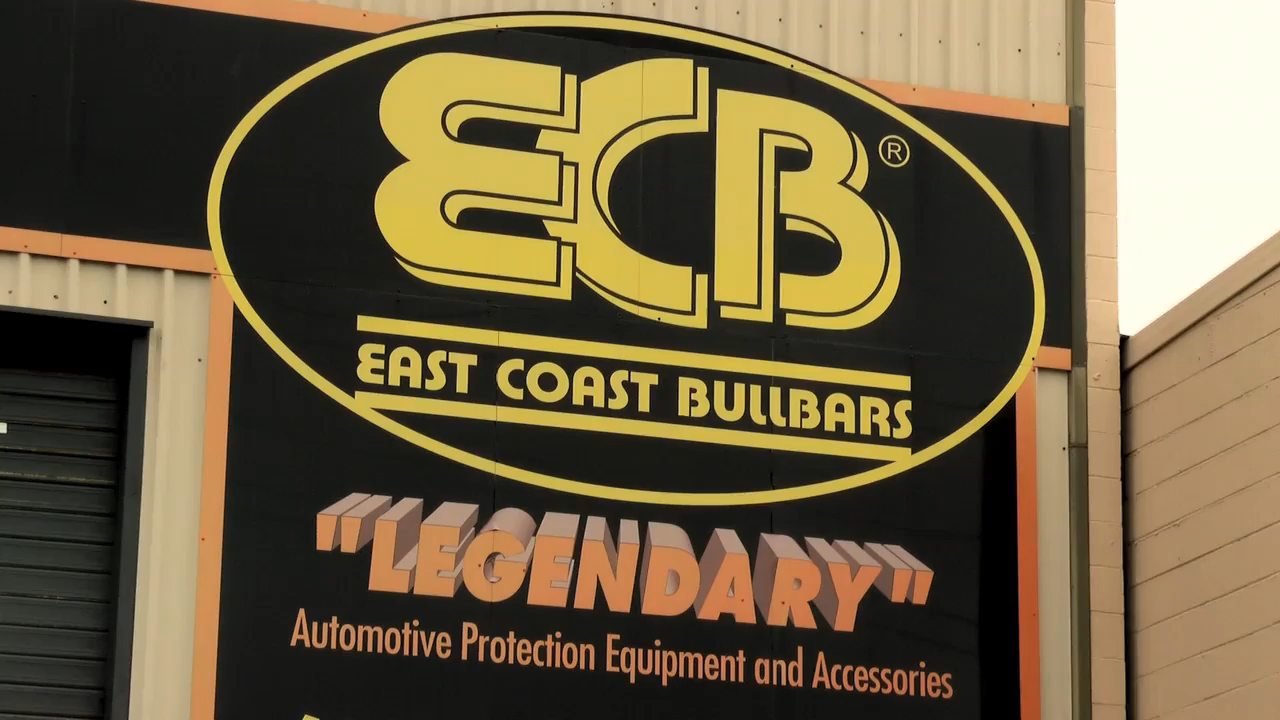 ECB®
EAST COAST BULLBARS
"LEGENDARY"
Automotive Protection Equipment and Accessories